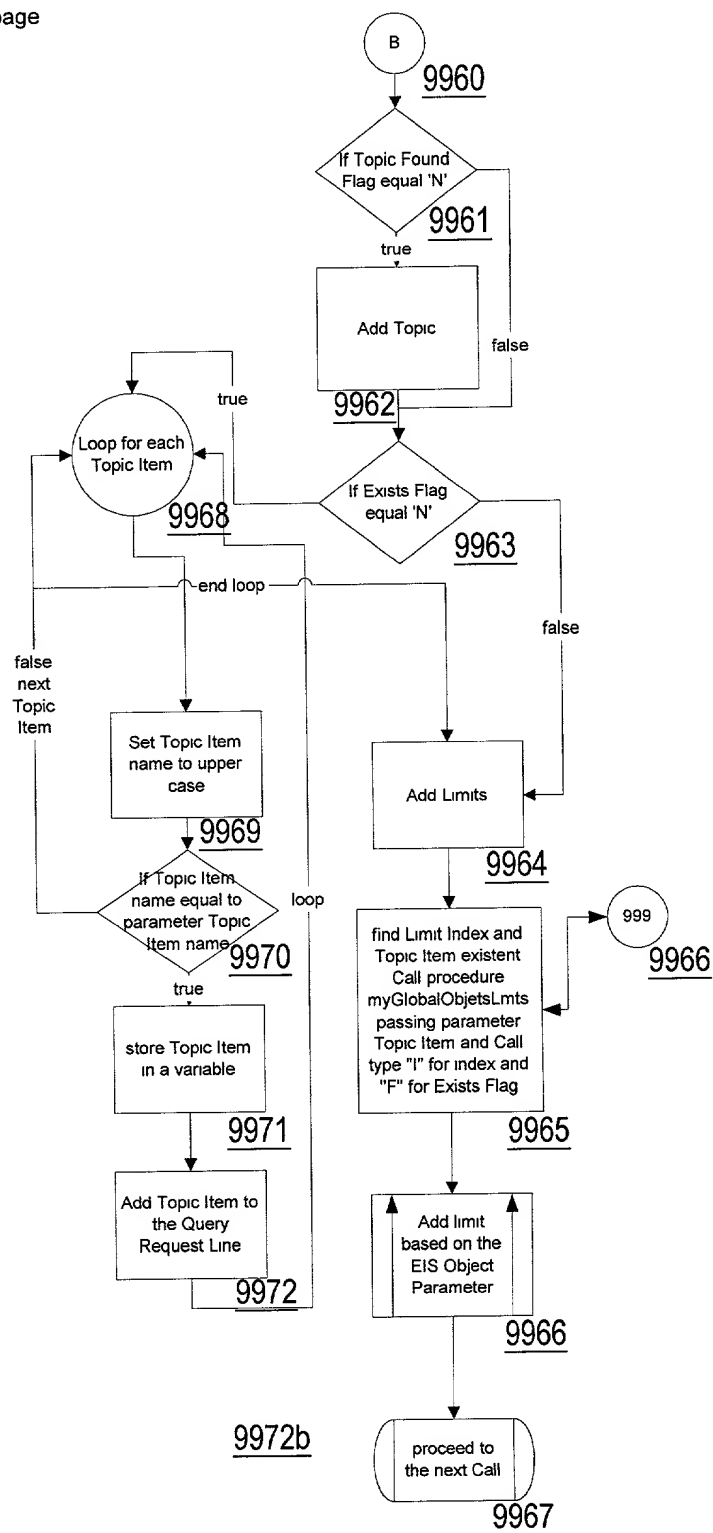 page
B
9960
If Topic Found
Flag equal 'N'
9961
true
Add Topic
false
9962
true
Loop for each
Topic Item
9968
If Exists Flag
equal 'N'
9963
end loop
false
false
next
Topic
Item
Set Topic Item
name to upper
case
9969
Add Limits
9964
If Topic Item
name equal to
parameter Topic
Item name
9970
loop
true
find Limit Index and
Topic Item existent
Call procedure
myGlobalObjetsLmts
passing parameter
Topic Item and Call
type "I" for index and
"F" for Exists Flag
9965
999
9966
store Topic Item
in a variable
9971
Add Topic Item to
the Query
Request Line
9972
Add limit
based on the
EIS Object
Parameter
9966
9972b
proceed to
the next Call
9967